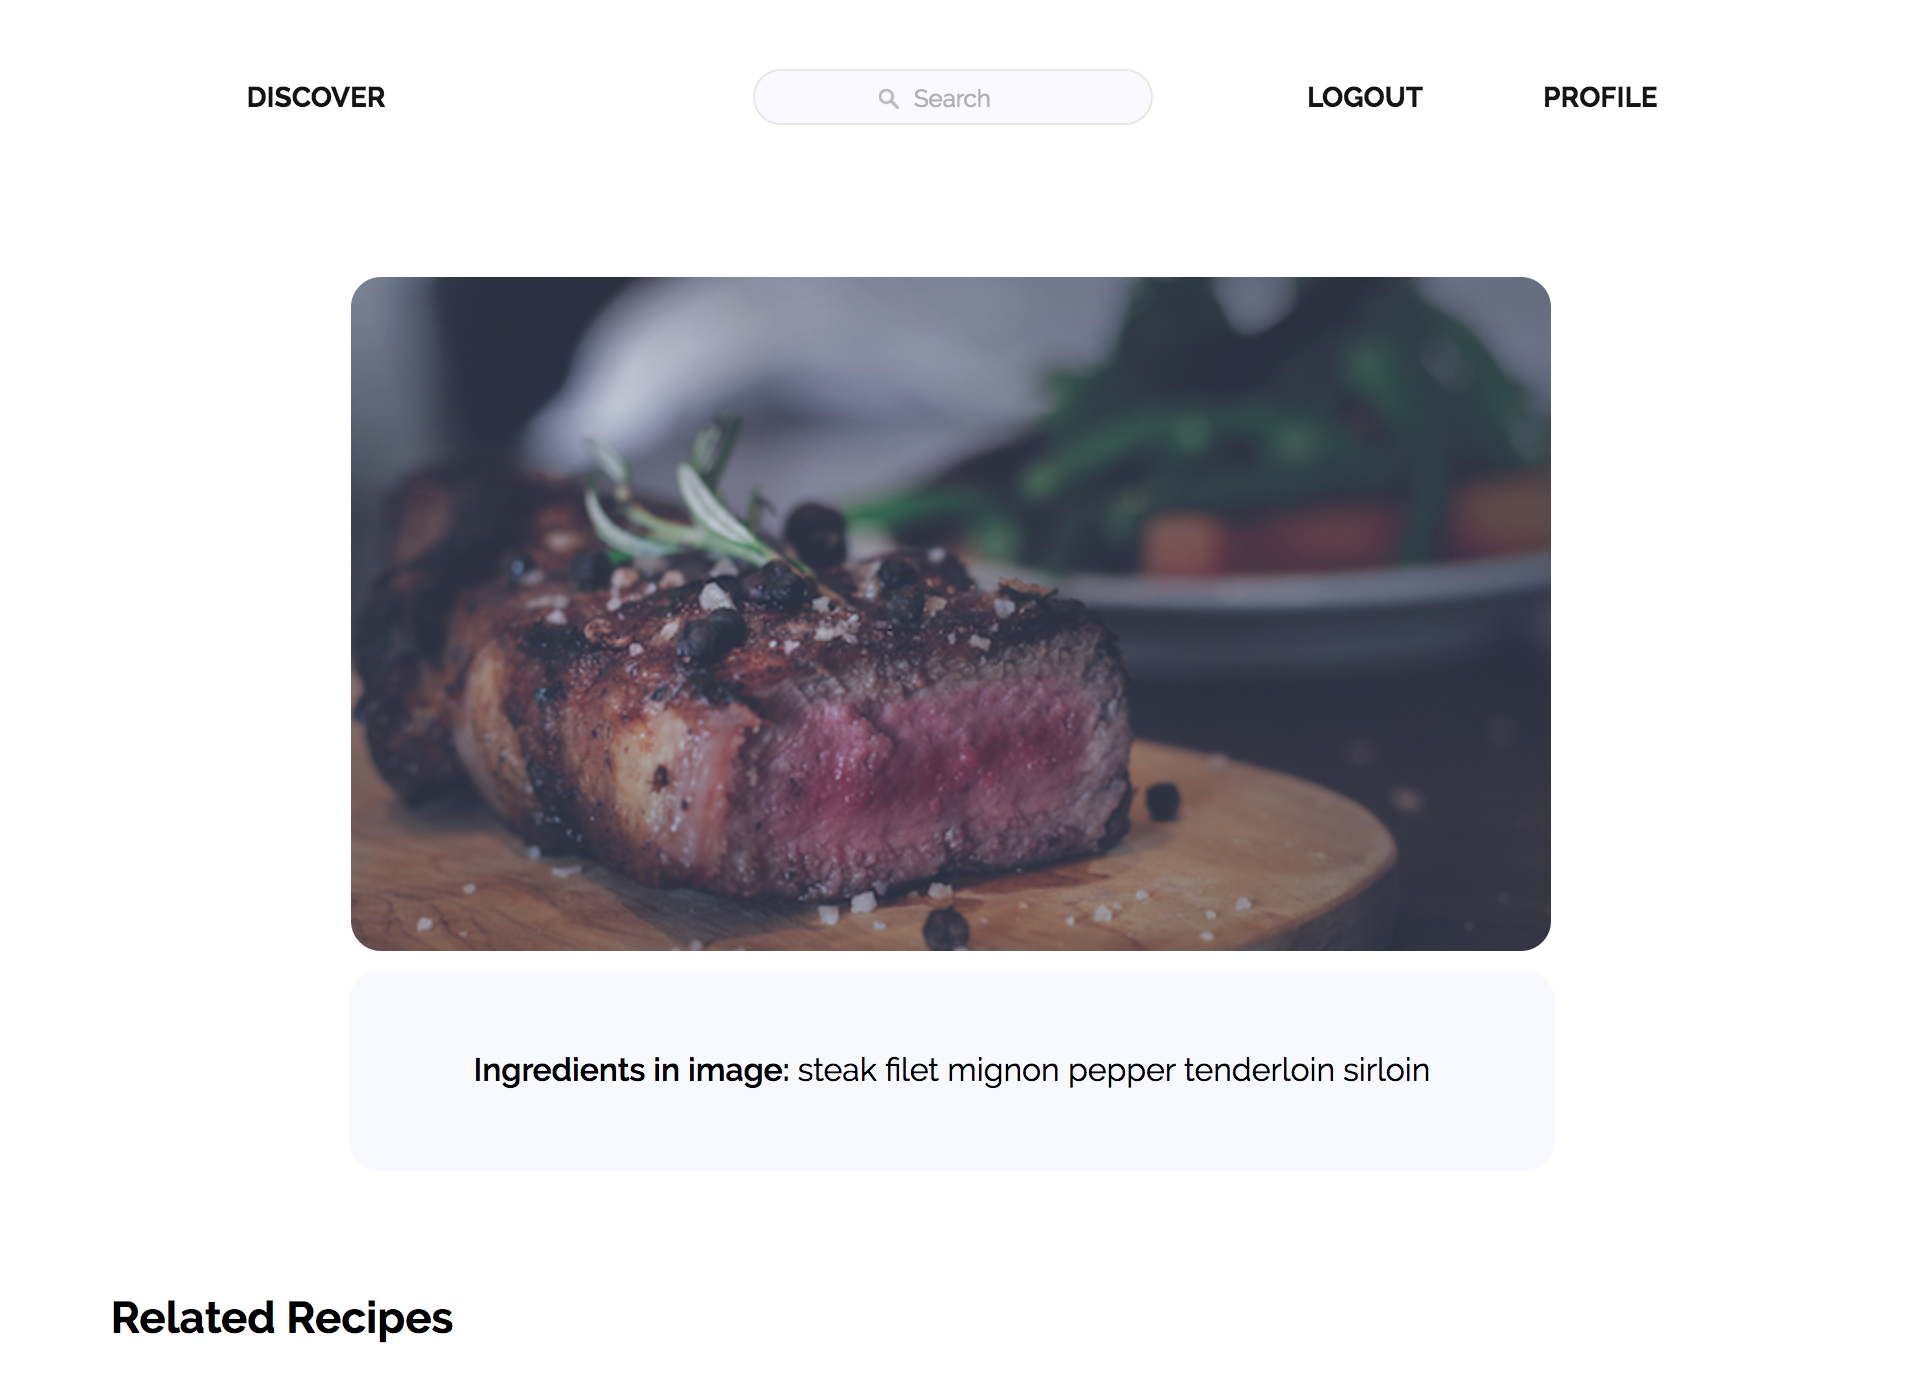 DISCOVER
Search
LOGOUT
PROFILE
Ingredients in image: steak filet mignon pepper tenderloin sirloin
Related Recipes